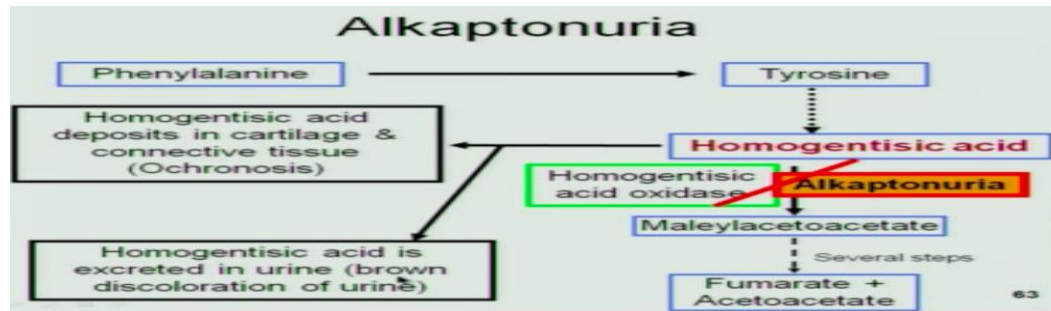 Alkaptonuria
Phenylalanine
Tyrosine
Homogentisic acid
deposits in cartilage &
connective tissue
(Ochronosis)
Homogentisic acid
Homogentisic
acid oxidase
Alkaptonuria
Maleylacetoacetate
Homogentisic acid is
excreted in urine (brown
discoloration of urine)
Several steps
Fumarate +
Acetoacetate
63